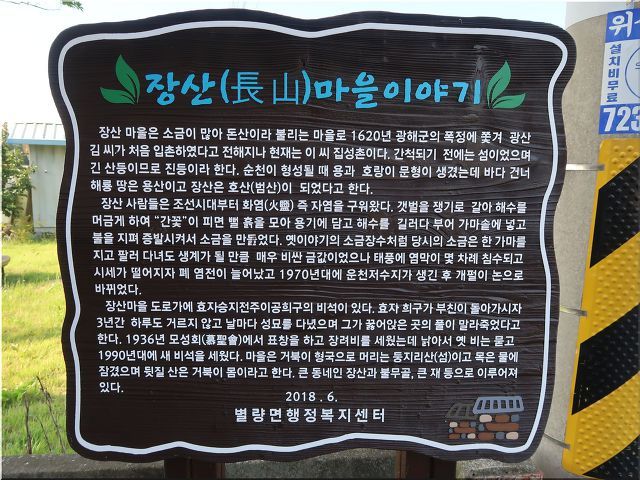 장산(長山)마을이야기
장산 마을은 소금이 많아 돈산이라 불리는 마을로 1620년 광해군의 폭정에 쫓겨 광산
김 씨가 처음 입촌하였다고 전해지나 현재는 이 씨 집성촌이다. 간척되기 전에는 섬이었으며
긴 산등이므로 진등이라 한다. 순천이 형성될 때 용과 호랑이 문형이 생겼는데 바다 건너
해룡 땅은 용산이고 장산은 호산(범산)이 되었다고 한다.
장산 사람들은 조선시대부터 화염(火鹽) 즉 자염을 구워왔다. 갯벌을 쟁기로 갈아 해수를
머금게 하여 "간꽃"이 피면 뻘 흙을 모아 용기에 담고 해수를 길러다 부어 가마솥에 넣고
불을 지펴 증발시켜서 소금을 만들었다. 옛이야기의 소금장수처럼 당시의 소금은 한 가마를
지고 팔러 다녀도 생계가 될 만큼 매우 비싼 금값이었으나 태풍에 염막이 몇 차례 침수되고
시세가 떨어지자 폐 염전이 늘어났고 1970년대에 운천저수지가 생긴 후 개펄이 논으로
바뀌었다.
장산마을 도로가에 효자승지전주이공희구의 비석이 있다. 효자 희구가 부친이 돌아가시자
3년간 하루도 거르지 않고 날마다 성묘를 다녔으며 그가 꿇어앉은 곳의 풀이 말라죽었다고
한다. 1936년 모성회(慕聖會)에서 표창을 하고 장려비를 세웠는데 낡아서 옛 비는 묻고
1990년대에 새 비석을 세웠다. 마을은 거북이 형국으로 머리는 둥지리산(섬)이고 목은 물에
잠겼으며 뒷질 산은 거북이 몸이라고 한다. 큰 동네인 장산과 불무골, 큰 재 등으로 이루어져
있다.
2018 . 6.
별량면행정복지센터
설치비무료
723